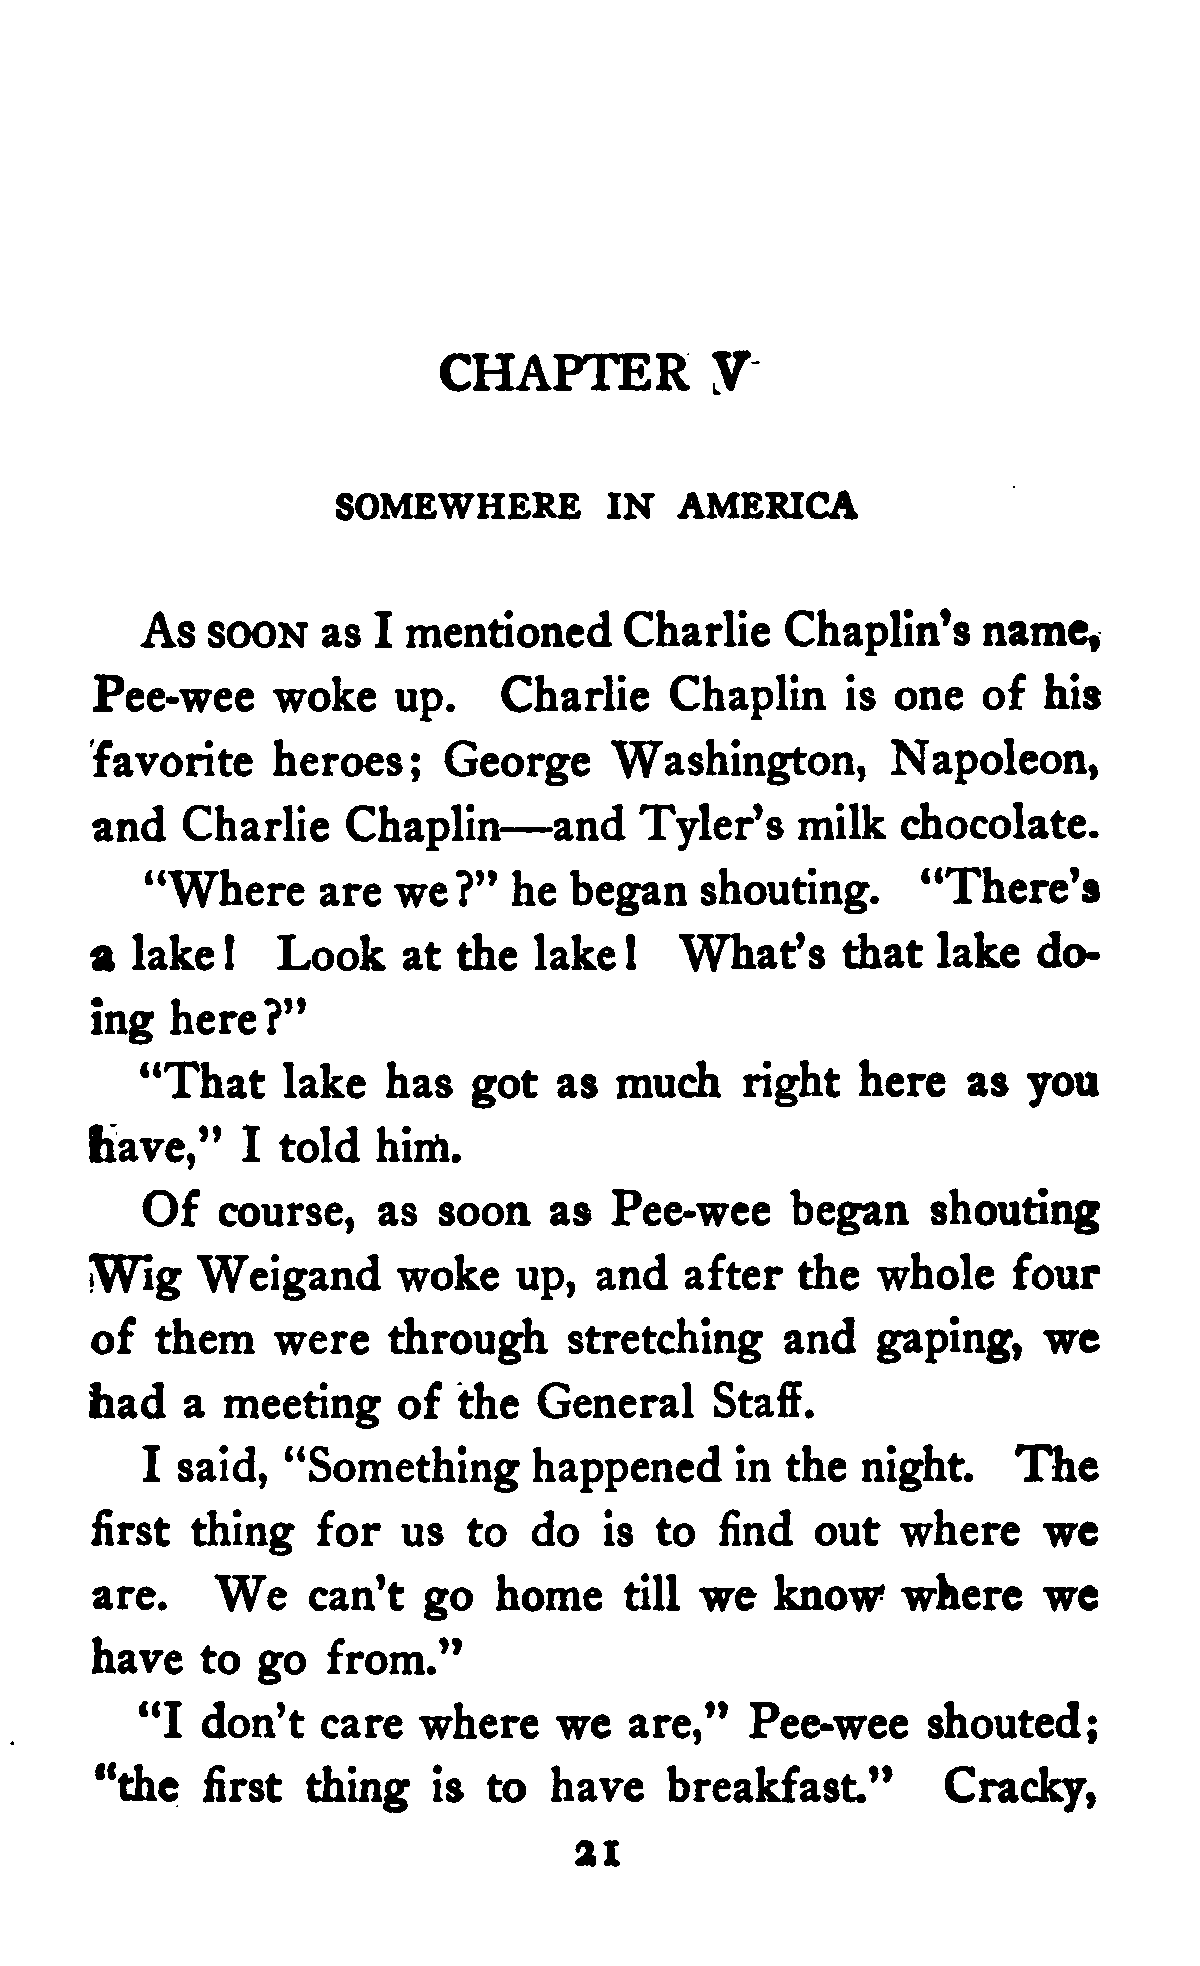 CHAPTER V
SOMEWHERE IN AMERICA
As soon as I mentioned Charlie Chaplin's name,
Pee-wee woke up. Charlie Chaplin is one of his
favorite heroes; George Washington, Napoleon,
and Charlie Chaplin—and Tyler's milk chocolate.
"Where are we?" he began shouting. "There's
a lake! Look at the lake! What's that lake do-
ing here?"
"That lake has got as much right here as you
have," I told him.
Of course, as soon as Pee-wee began shouting
Wig Weigand woke up, and after the whole four
of them were through stretching and gaping, we
had a meeting of the General Staff.
I said, "Something happened in the night. The
first thing for us to do is to find out where we
are. We can't go home till we know where we
have to go from."
"I don't care where we are," Pee-wee shouted;
"the first thing is to have breakfast." Cracky,
21